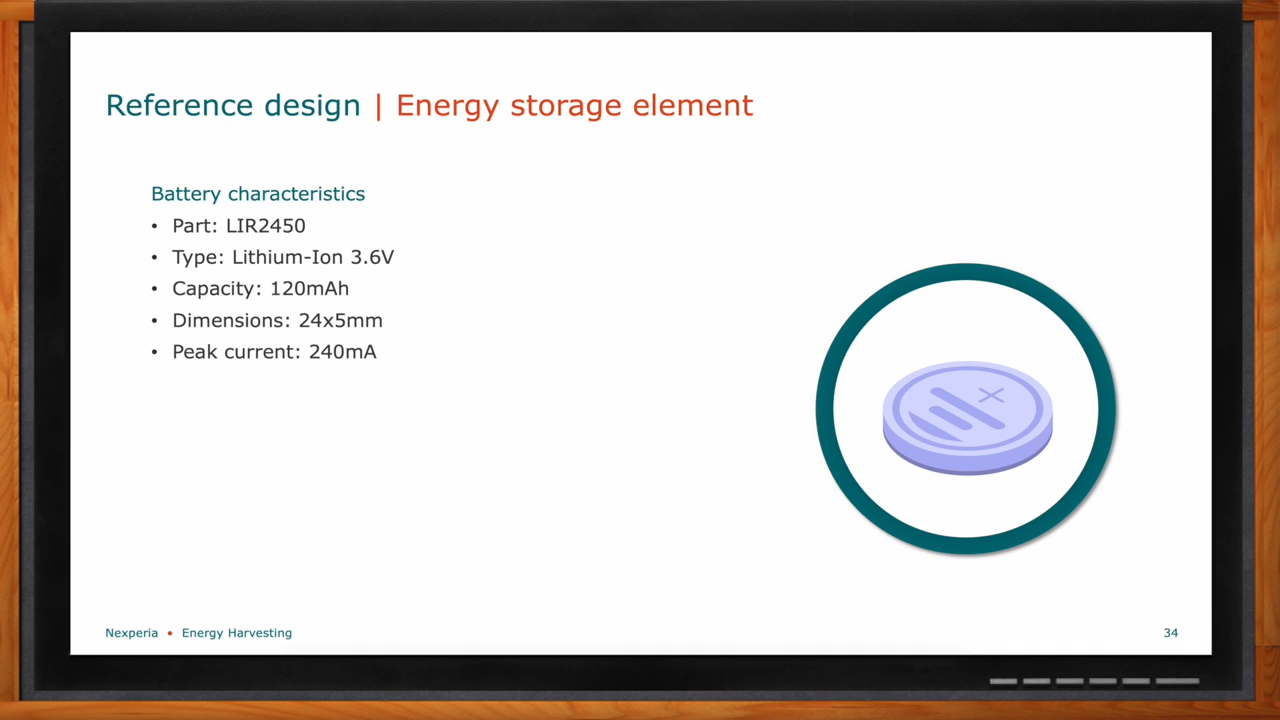 Reference design | Energy storage element
Battery characteristics
• Part: LIR2450
• Type: Lithium-Ion 3.6V
• Capacity: 120mAh
• Dimensions: 24x5mm
• Peak current: 240mA
Nexperia • Energy Harvesting
34